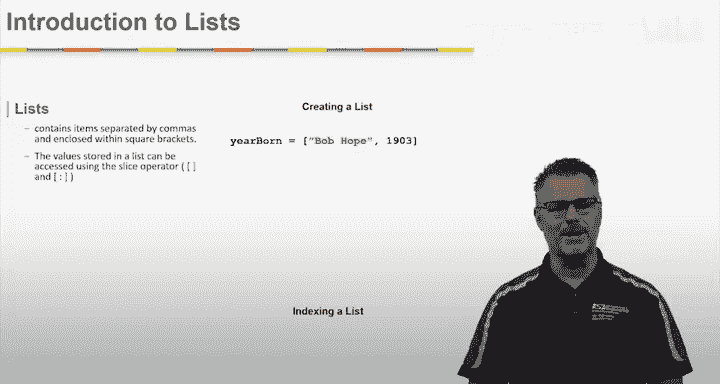 Introduction to Lists
Lists
– contains items separated by commas
and enclosed within square brackets.
– The values stored in a list can be
accessed using the slice operator ( [ ]
and [ : ] )
Creating a List
yearBorn = ["Bob Hope", 1903]
Indexing a List